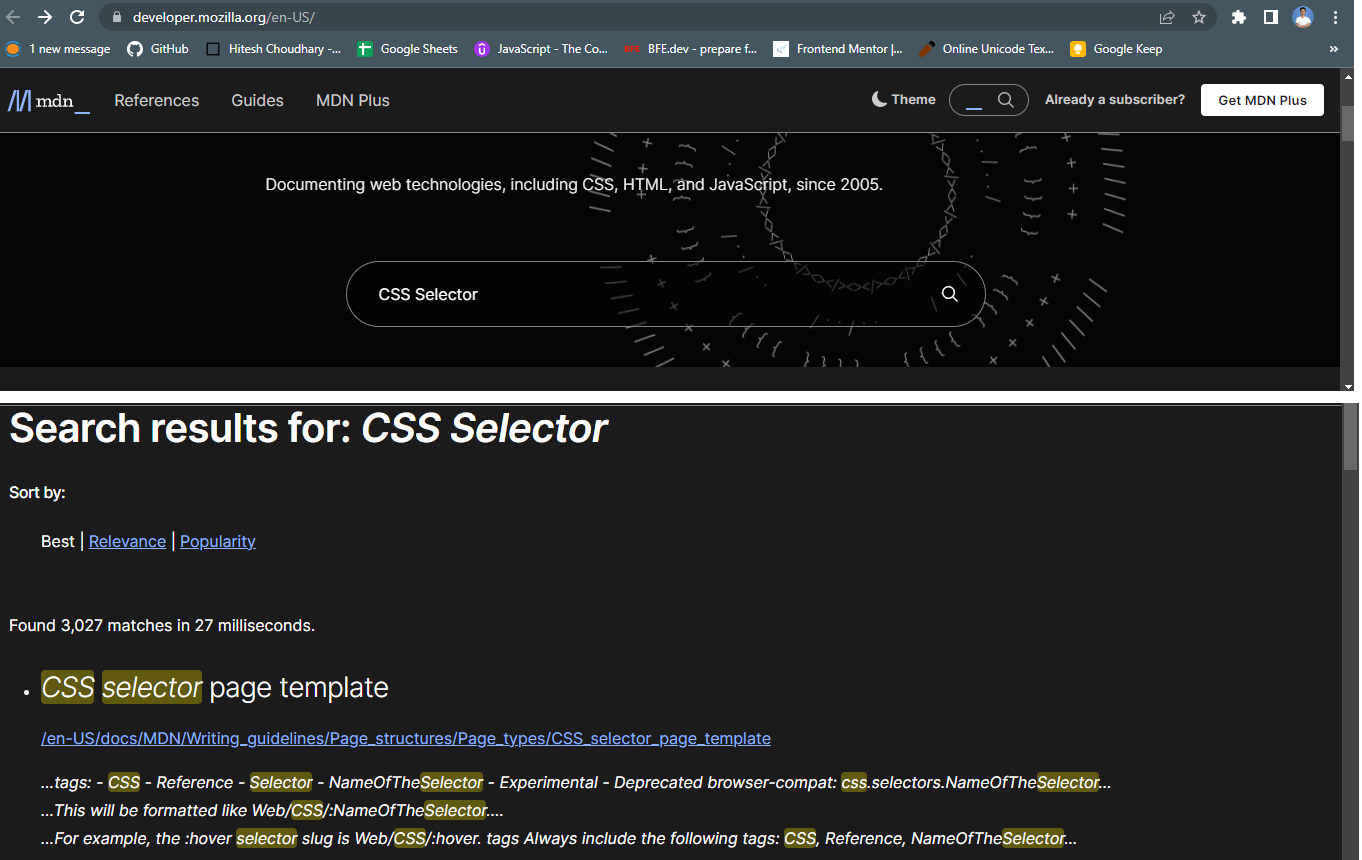 developer.mozilla.org/en-US/
1 new message GitHub Hitesh Choudhary -... Google Sheets JavaScript - The Co... BFE.dev - prepare f... Frontend Mentor |... Online Unicode Tex... Google Keep »
mdn_ References Guides MDN Plus Theme Already a subscriber? Get MDN Plus
Documenting web technologies, including CSS, HTML, and JavaScript, since 2005.
CSS Selector
Search results for: CSS Selector
Sort by:
Best | Relevance | Popularity
Found 3,027 matches in 27 milliseconds.
• CSS selector page template
/en-US/docs/MDN/Writing_guidelines/Page_structures/Page_types/CSS_selector_page_template
...tags: - CSS - Reference - Selector - NameOfTheSelector - Experimental - Deprecated browser-compat: css.selectors.NameOfTheSelector...
...This will be formatted like Web/CSS/:NameOfTheSelector....
...For example, the :hover selector slug is Web/CSS/:hover. tags Always include the following tags: CSS, Reference, NameOfTheSelector...